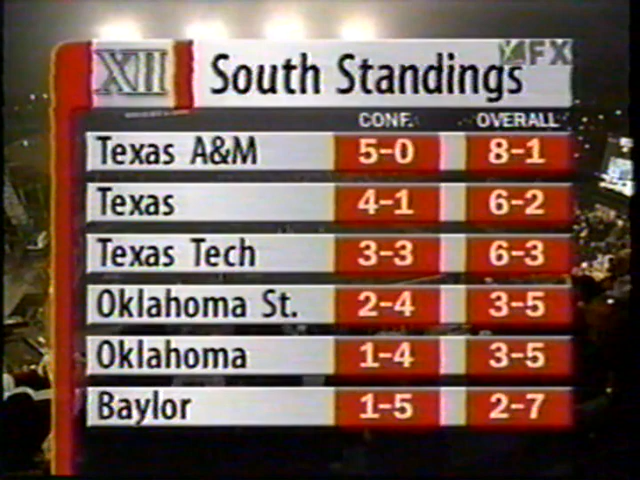 XII South Standings FX
CONF. OVERALL
Texas A&M 5-0 8-1
Texas 4-1 6-2
Texas Tech 3-3 6-3
Oklahoma St. 2-4 3-5
Oklahoma 1-4 3-5
Baylor 1-5 2-7